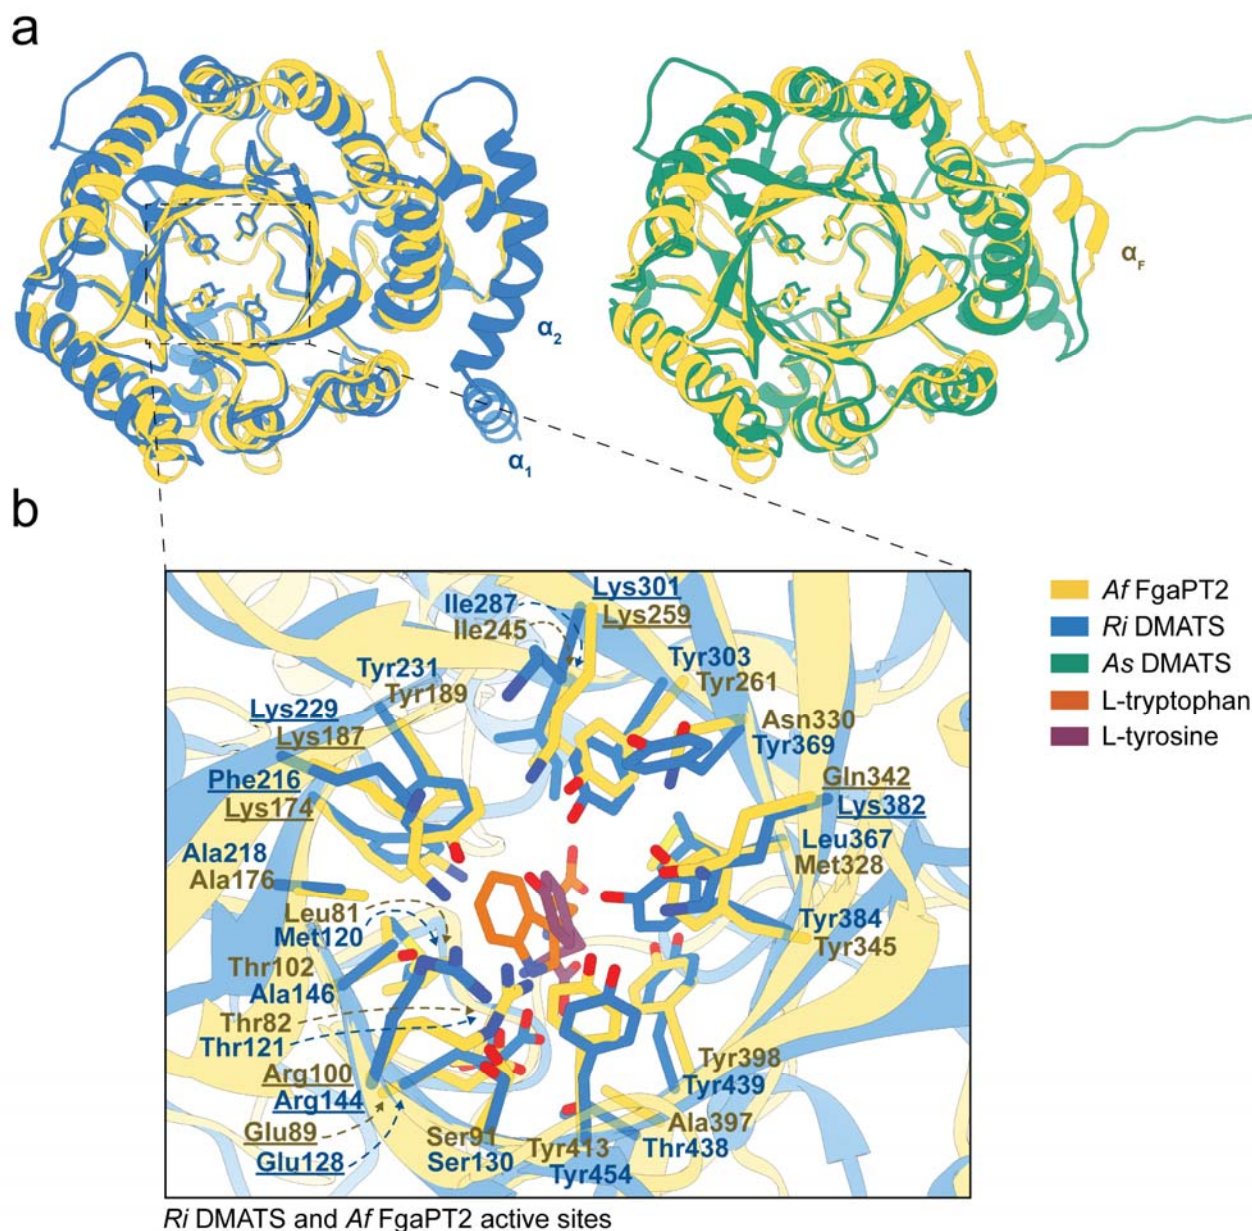 a
α₂
α₁
αF
b
Lys301
Ile287
Lys259
Ile245
Tyr231
Tyr303
Tyr189
Tyr261
Lys229
Asn330
Lys187
Tyr369
Phe216
Gln342
Lys174
Lys382
Ala218
Leu367
Ala176
Met328
Leu81
Met120
Tyr384
Thr102
Tyr345
Ala146
Thr82
Thr121
Arg100
Tyr398
Arg144
Tyr439
Glu89
Ser91
Tyr413
Ala397
Glu128
Ser130
Tyr454
Thr438
Af FgaPT2
Ri DMATS
As DMATS
L-tryptophan
L-tyrosine
Ri DMATS and Af FgaPT2 active sites